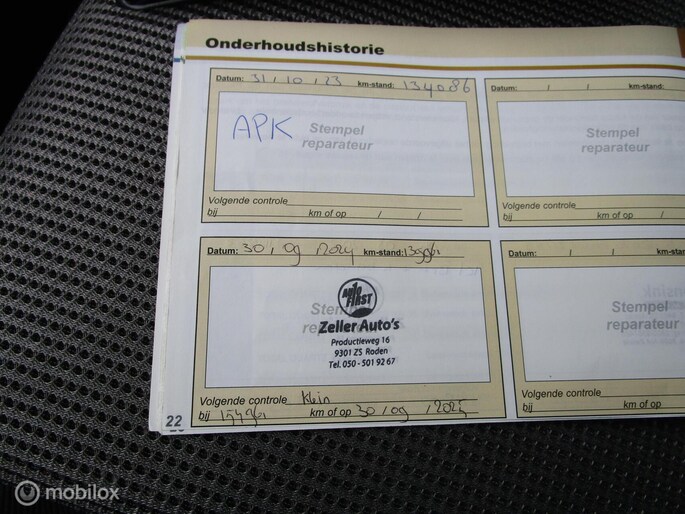 Onderhoudshistorie
Datum: 31 / 10 / 23 km-stand: 134086
APK
Stempel
reparateur
Volgende controle
bij km of op / /
Datum: / / km-stand:
Stempel
reparateur
Volgende controle
bij km of op
Datum: 30 / 09 / 2024 km-stand:
AUTO
FIRST
Zeller Auto's
Productieweg 16
9301 ZS Roden
Tel. 050 - 501 92 67
Volgende controle Klein
bij km of op 30 / 09 / 2025
Datum: / / km-stand:
Stempel
reparateur
Volgende controle
bij km of op
22
mobilox